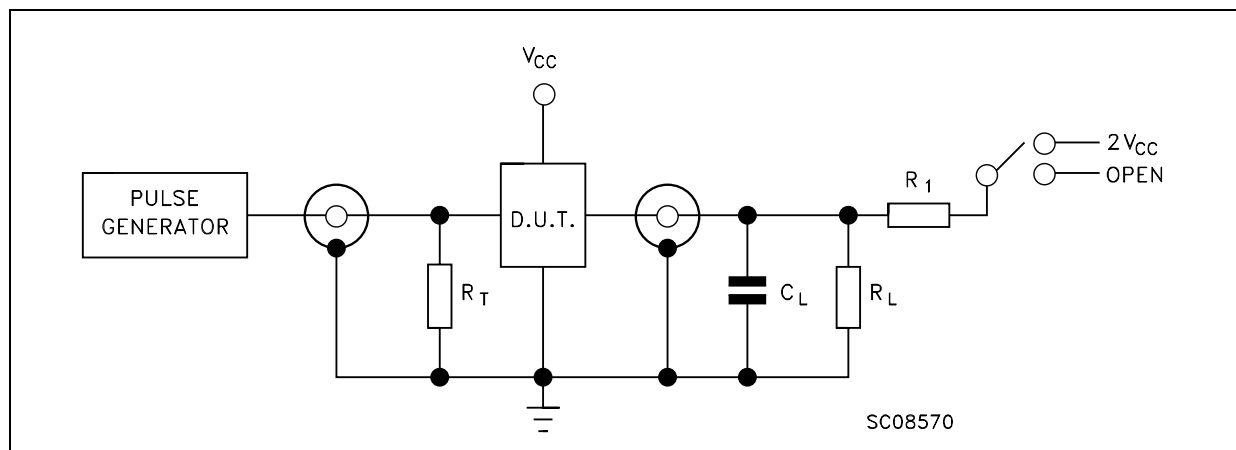 VCC
PULSE
GENERATOR
D.U.T.
RT
CL
RL
R1
2VCC
OPEN
SC08570